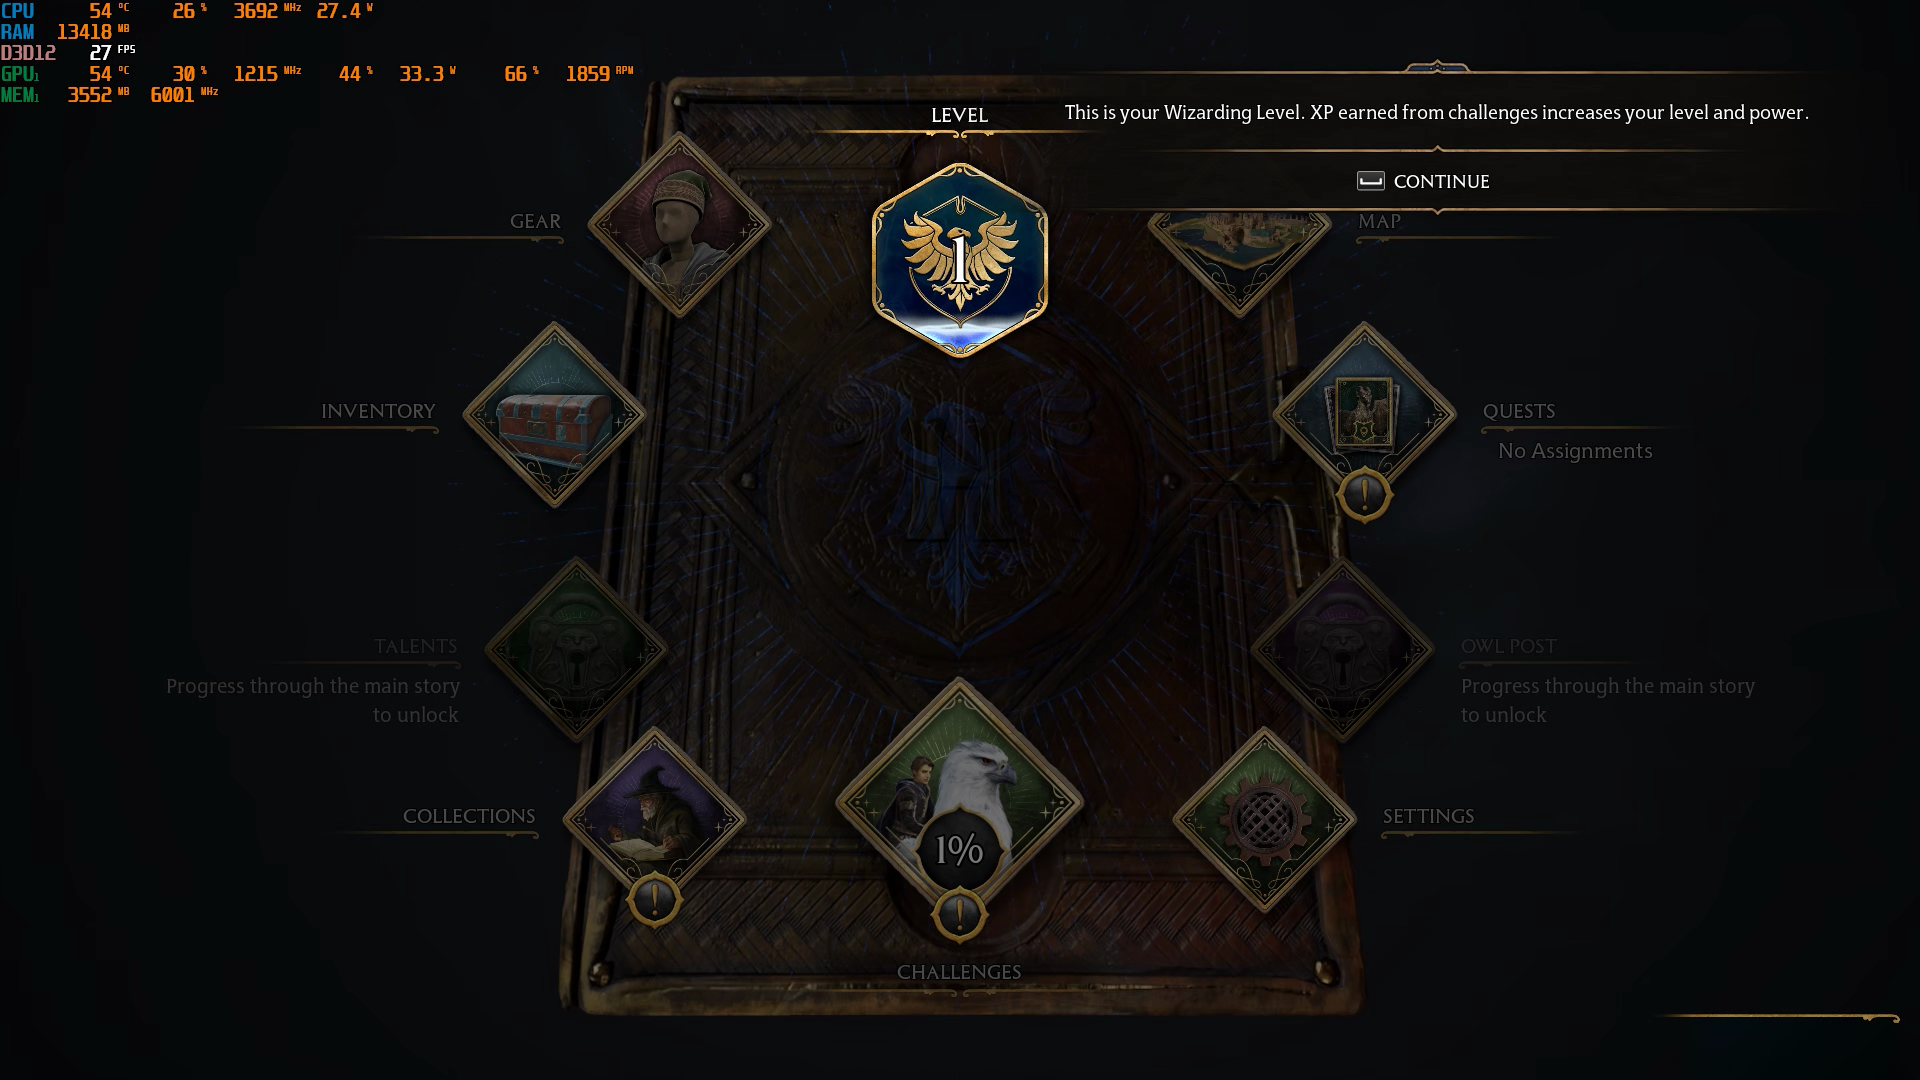 CPU 54 °C 26 % 3692 MHz 27.4 W
RAM 13418 MB
D3D12 27 FPS
GPU1 54 °C 30 % 1215 MHz 44 % 33.3 W 66 % 1859 RPM
MEM1 3552 MB 6001 MHz
LEVEL
1
This is your Wizarding Level. XP earned from challenges increases your level and power.
CONTINUE
GEAR
MAP
INVENTORY
QUESTS
No Assignments
TALENTS
Progress through the main story
to unlock
OWL POST
Progress through the main story
to unlock
COLLECTIONS
1%
SETTINGS
CHALLENGES